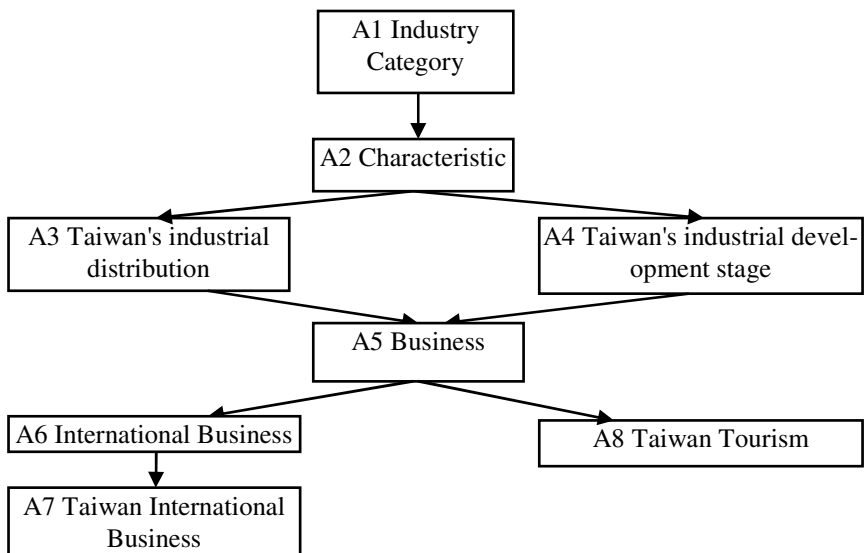 A1 Industry
Category
A2 Characteristic
A3 Taiwan's industrial
distribution
A4 Taiwan's industrial devel-
opment stage
A5 Business
A6 International Business
A8 Taiwan Tourism
A7 Taiwan International
Business